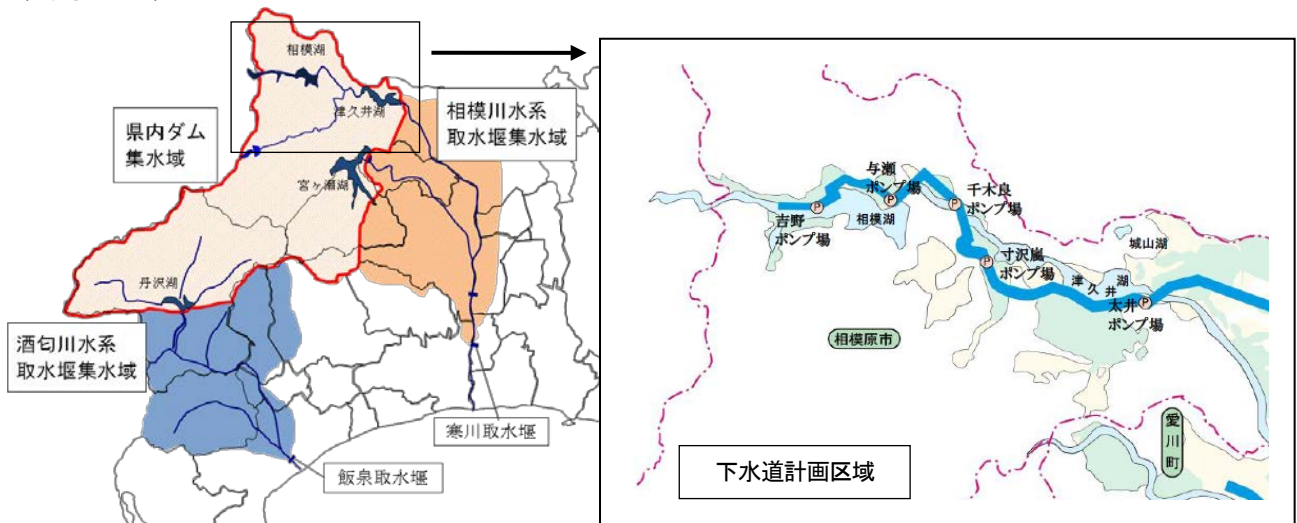 相模湖
津久井湖
県内ダム
集水域
相模川水系
取水堰集水域
宮ヶ瀬湖
丹沢湖
酒匂川水系
取水堰集水域
寒川取水堰
飯泉取水堰
与瀬
ポンプ場
千木良
ポンプ場
吉野
ポンプ場
相模湖
城山湖
寸沢嵐
ポンプ場
津久井湖
太井
ポンプ場
相模原市
愛川町
下水道計画区域
P
P
P
P
P